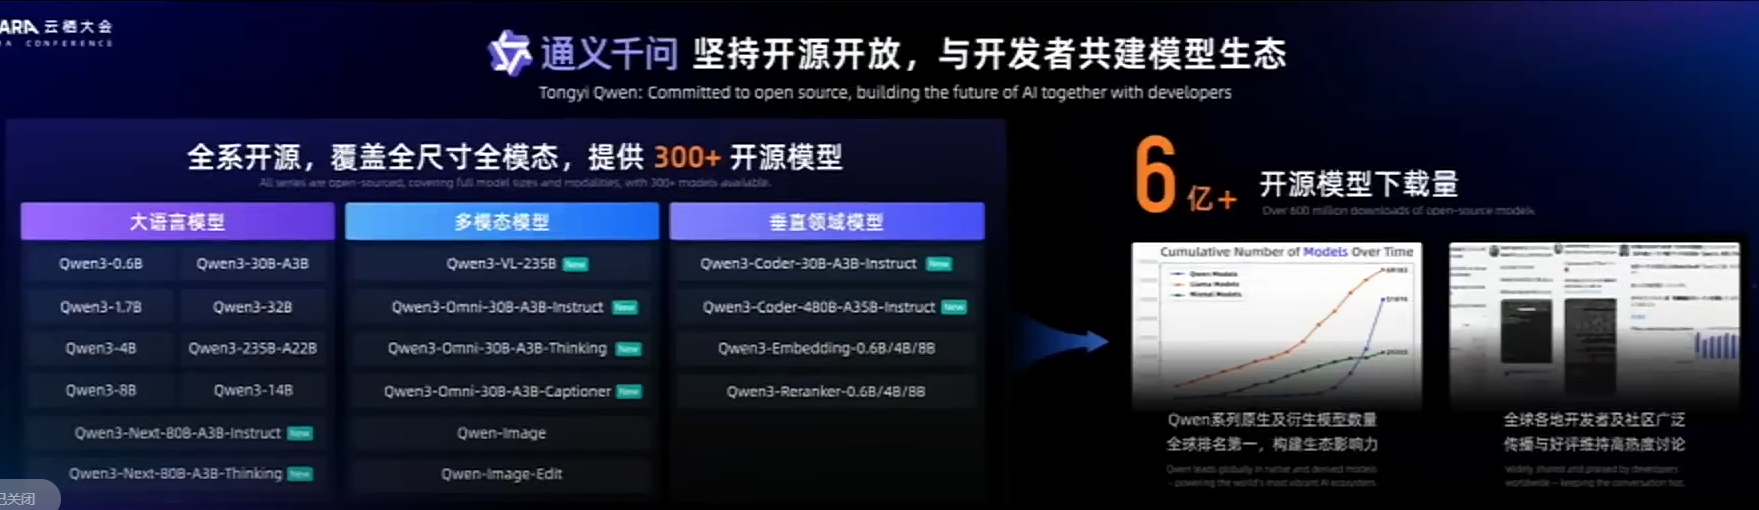 ARA 云栖大会
A CONFERENCE
通义千问 坚持开源开放，与开发者共建模型生态
Tongyi Qwen: Committed to open source, building the future of AI together with developers
全系开源，覆盖全尺寸全模态，提供 300+ 开源模型
All series are open-sourced, covering full model sizes and modalities, with 300+ models available.
大语言模型
Qwen3-0.6B Qwen3-30B-A3B
Qwen3-1.7B Qwen3-32B
Qwen3-4B Qwen3-235B-A22B
Qwen3-8B Qwen3-14B
Qwen3-Next-80B-A3B-Instruct New
Qwen3-Next-80B-A3B-Thinking New
多模态模型
Qwen3-VL-235B New
Qwen3-Omni-30B-A3B-Instruct New
Qwen3-Omni-30B-A3B-Thinking New
Qwen3-Omni-30B-A3B-Captioner New
Qwen-Image
Qwen-Image-Edit
垂直领域模型
Qwen3-Coder-30B-A3B-Instruct New
Qwen3-Coder-480B-A35B-Instruct New
Qwen3-Embedding-0.6B/4B/8B
Qwen3-Reranker-0.6B/4B/8B
6亿+ 开源模型下载量
Over 600 million downloads of open-source models
Cumulative Number of Models Over Time
Qwen Models
Llama Models
Mistral Models
Qwen系列原生及衍生模型数量
全球排名第一，构建生态影响力
Qwen leads globally in native and derived models
– powering the world's most vibrant AI ecosystem.
全球各地开发者及社区广泛
传播与好评维持高热度讨论
widely shared and praised by developers
worldwide – keeping the conversation hot.
已关闭